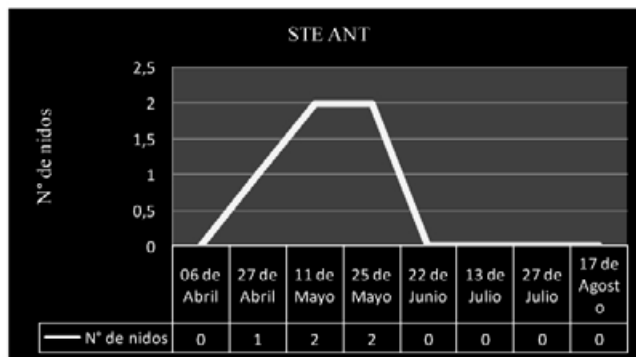 STE ANT
N° de nidos
2,5
2
1,5
1
0,5
0
06 de
Abril
27 de
Abril
11 de
Mayo
25 de
Mayo
22 de
Junio
13 de
Julio
27 de
Julio
17 de
Agost
o
N° de nidos 0 1 2 2 0 0 0 0